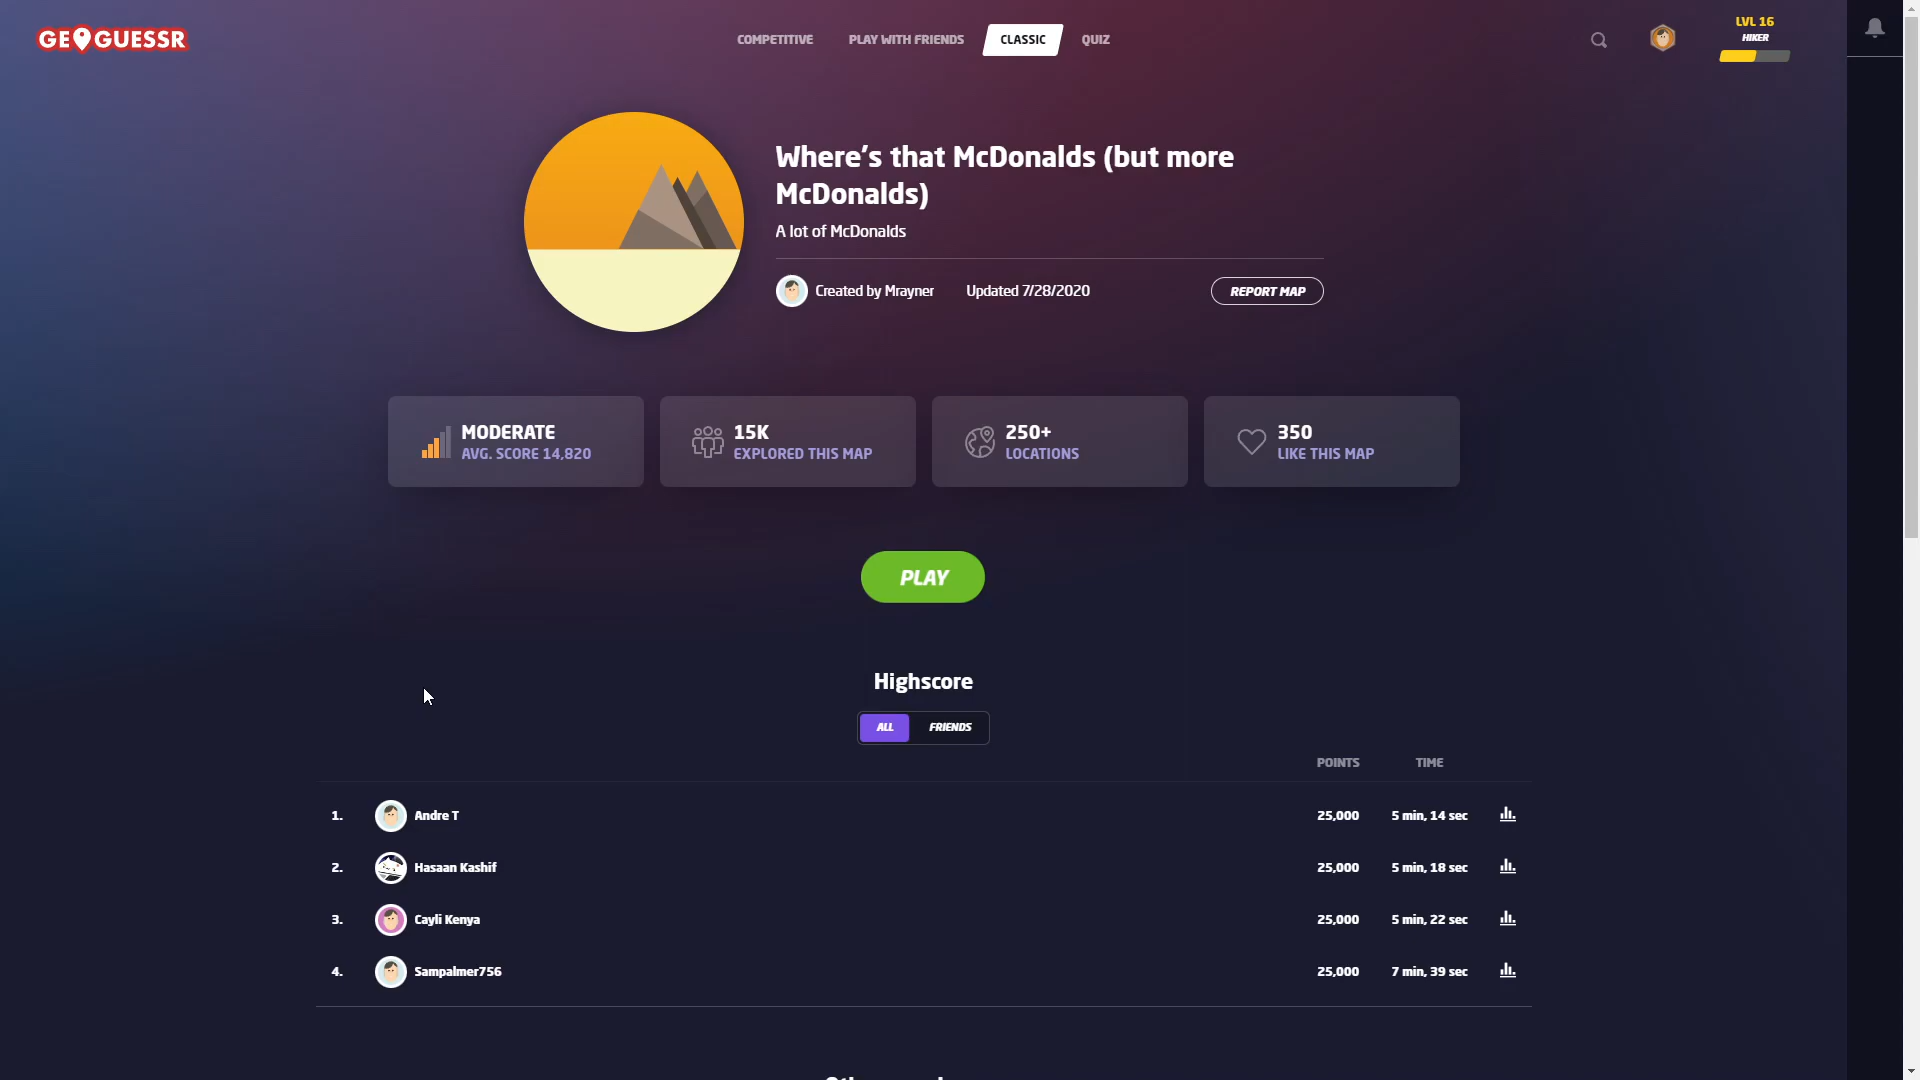 GEOGUESSR
COMPETITIVE
PLAY WITH FRIENDS
CLASSIC
QUIZ
LVL 16
HIKER
Where's that McDonalds (but more
McDonalds)
A lot of McDonalds
Created by Mrayner
Updated 7/28/2020
REPORT MAP
MODERATE
AVG. SCORE 14,820
15K
EXPLORED THIS MAP
250+
LOCATIONS
350
LIKE THIS MAP
PLAY
Highscore
ALL
FRIENDS
POINTS TIME
1. Andre T 25,000 5 min, 14 sec
2. Hasaan Kashif 25,000 5 min, 18 sec
3. Cayli Kenya 25,000 5 min, 22 sec
4. Sampalmer756 25,000 7 min, 39 sec